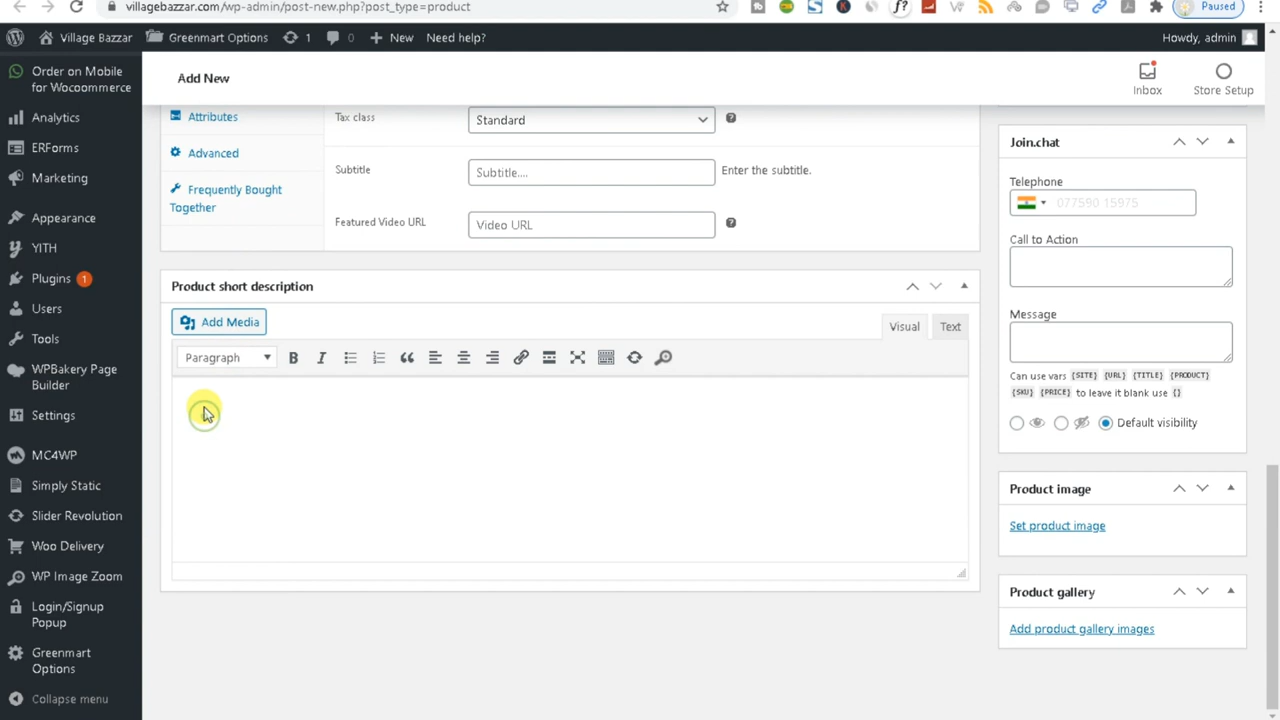 villagebazzar.com/wp-admin/post-new.php?post_type=product
Paused
Village Bazzar
Greenmart Options
1
0
New
Need help?
Howdy, admin
Order on Mobile
for Wocoommerce
Analytics
ERForms
Marketing
Appearance
YITH
Plugins 1
Users
Tools
WPBakery Page
Builder
Settings
MC4WP
Simply Static
Slider Revolution
Woo Delivery
WP Image Zoom
Login/Signup
Popup
Greenmart
Options
Collapse menu
Add New
Inbox
Store Setup
Attributes
Advanced
Frequently Bought
Together
Tax class
Standard
Subtitle
Subtitle....
Enter the subtitle.
Featured Video URL
Video URL
Product short description
Add Media
Visual
Text
Paragraph
Join.chat
Telephone
077590 15975
Call to Action
Message
Can use vars {SITE} {URL} {TITLE} {PRODUCT}
{SKU} {PRICE} to leave it blank use {}
Default visibility
Product image
Set product image
Product gallery
Add product gallery images